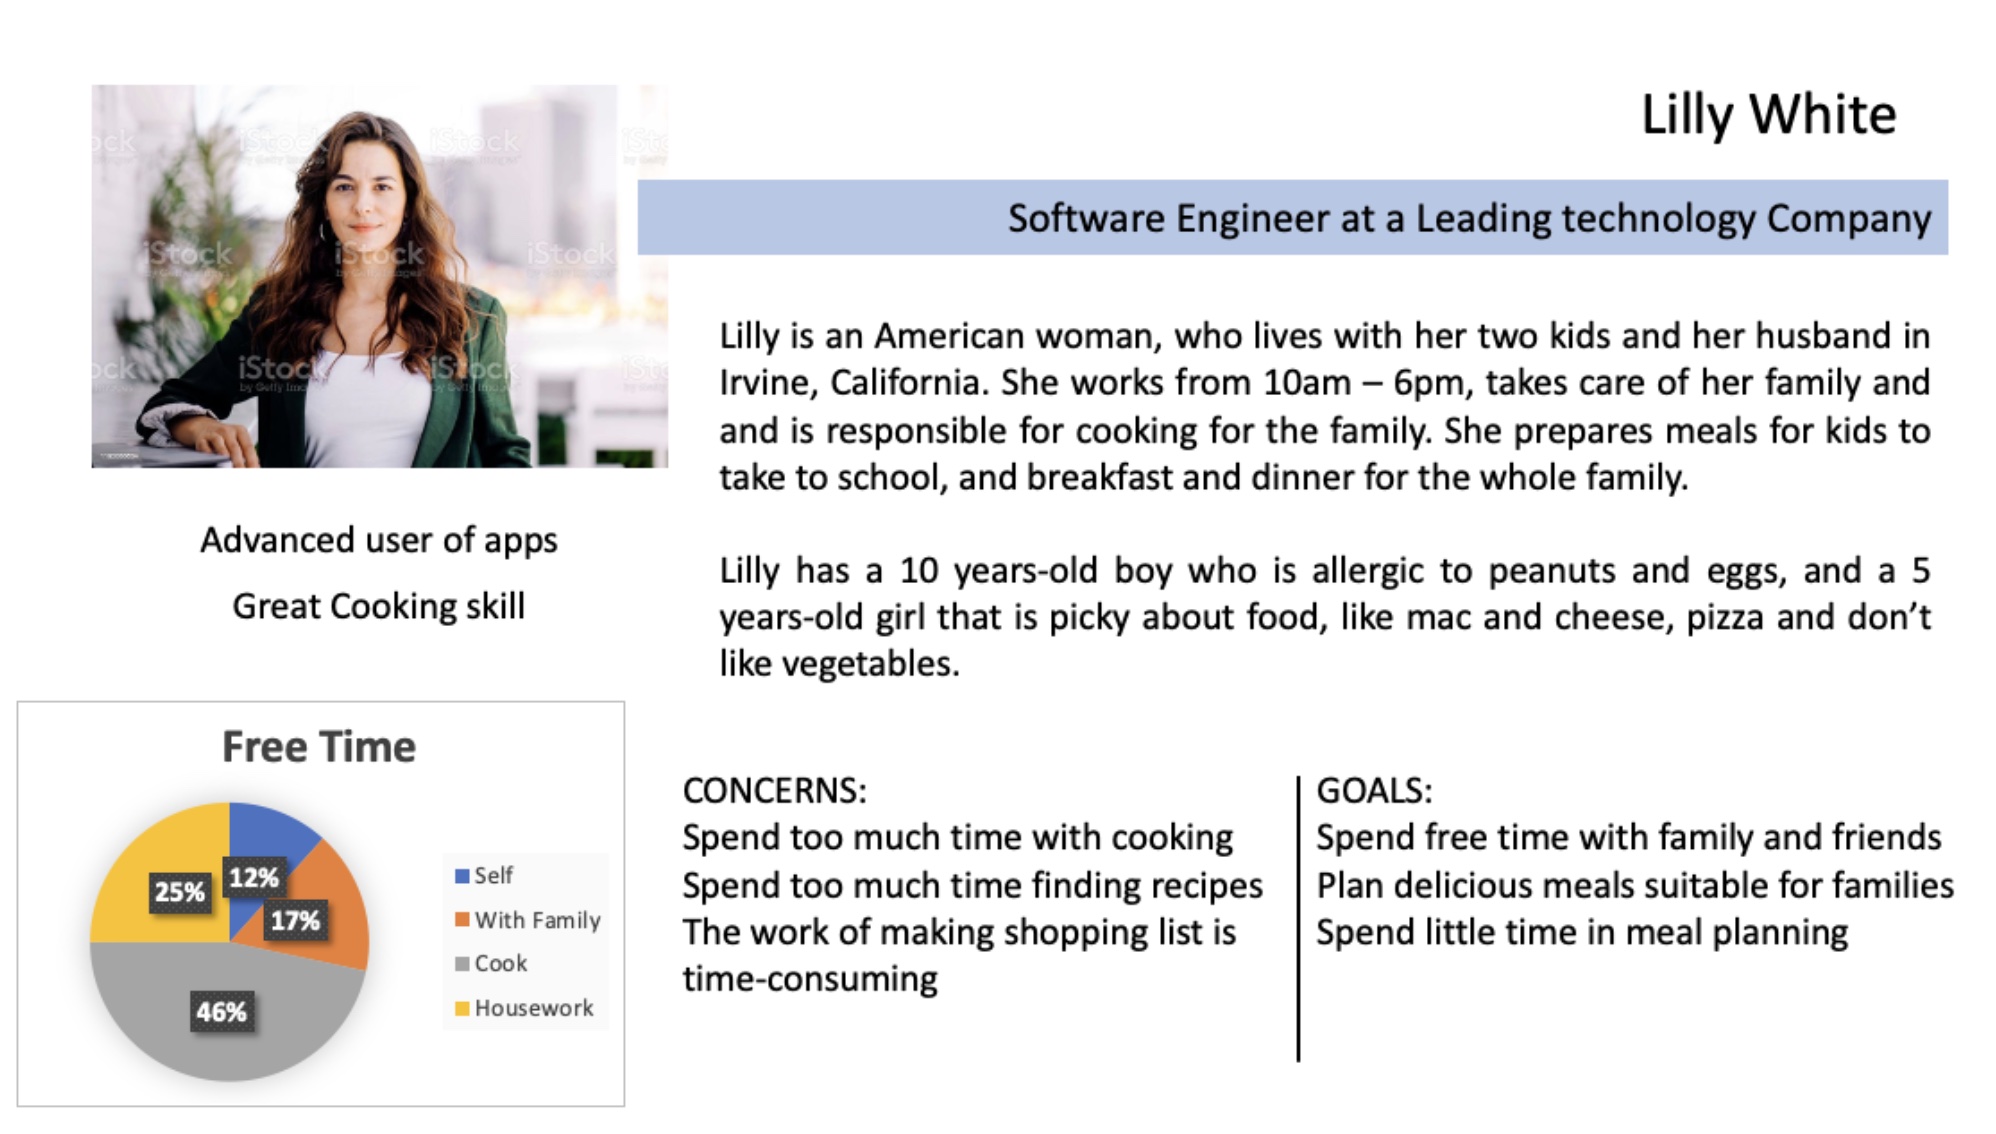 Lilly White
Software Engineer at a Leading technology Company
iStock
by Getty Images
Lilly is an American woman, who lives with her two kids and her husband in
Irvine, California. She works from 10am – 6pm, takes care of her family and
and is responsible for cooking for the family. She prepares meals for kids to
take to school, and breakfast and dinner for the whole family.
Lilly has a 10 years-old boy who is allergic to peanuts and eggs, and a 5
years-old girl that is picky about food, like mac and cheese, pizza and don’t
like vegetables.
Advanced user of apps
Great Cooking skill
Free Time
12%
17%
46%
25%
Self
With Family
Cook
Housework
CONCERNS:
Spend too much time with cooking
Spend too much time finding recipes
The work of making shopping list is
time-consuming
GOALS:
Spend free time with family and friends
Plan delicious meals suitable for families
Spend little time in meal planning